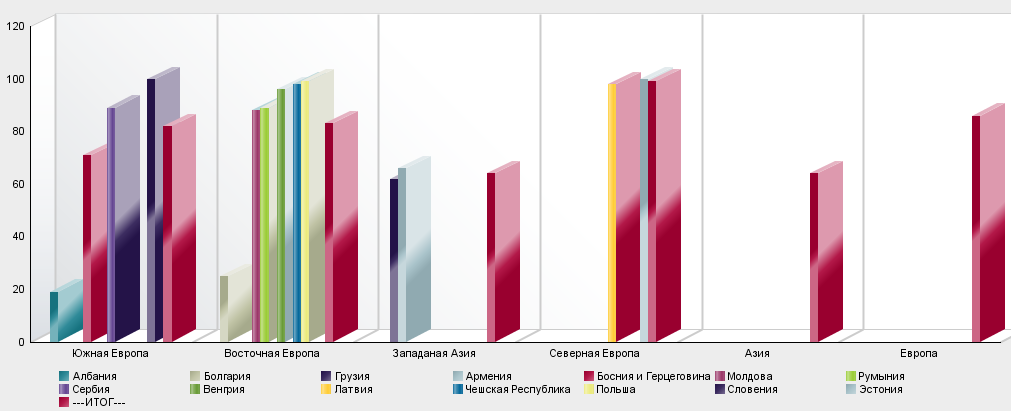 120
100
80
60
40
20
0
Южная Европа Восточная Европа Западаная Азия Северная Европа Азия Европа
Албания Болгария Грузия Армения Босния и Герцеговина Молдова Румыния
Сербия Венгрия Латвия Чешская Республика Польша Словения Эстония
---ИТОГ---